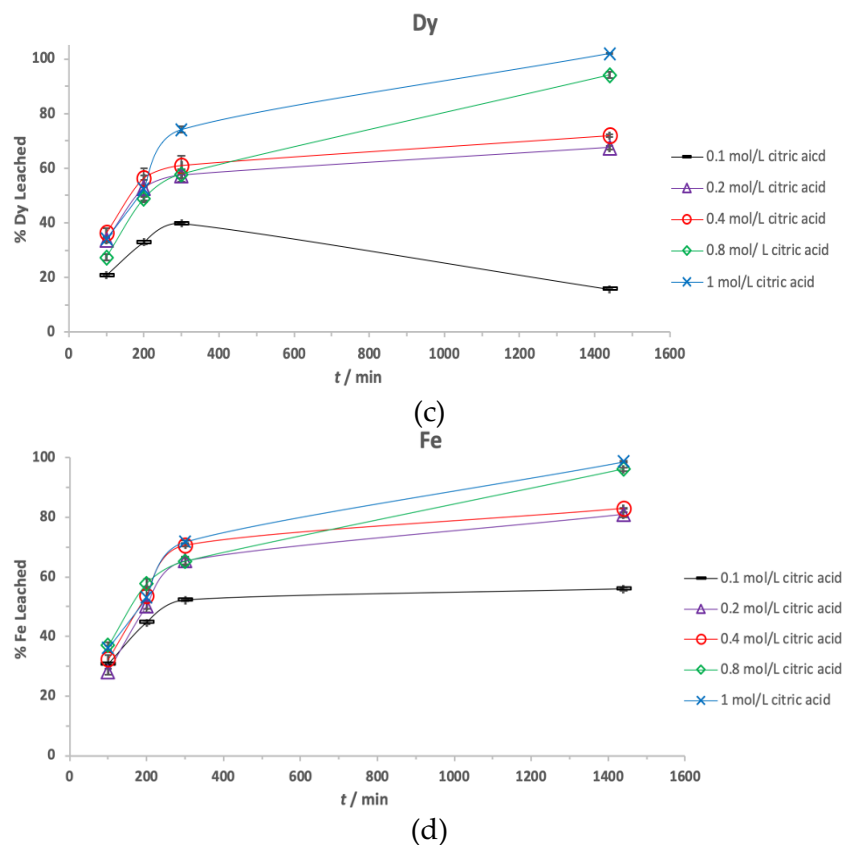 Dy
100
80
60
40
20
0
% Dy Leached
0 200 400 600 800 1000 1200 1400 1600
t / min
0.1 mol/L citric aicd
0.2 mol/L citric acid
0.4 mol/L citric acid
0.8 mol/ L citric acid
1 mol/L citric acid
(c)
Fe
100
80
60
40
20
0
% Fe Leached
0 200 400 600 800 1000 1200 1400 1600
t / min
0.1 mol/L citric acid
0.2 mol/L citric acid
0.4 mol/L citric acid
0.8 mol/L citric acid
1 mol/L citric acid
(d)